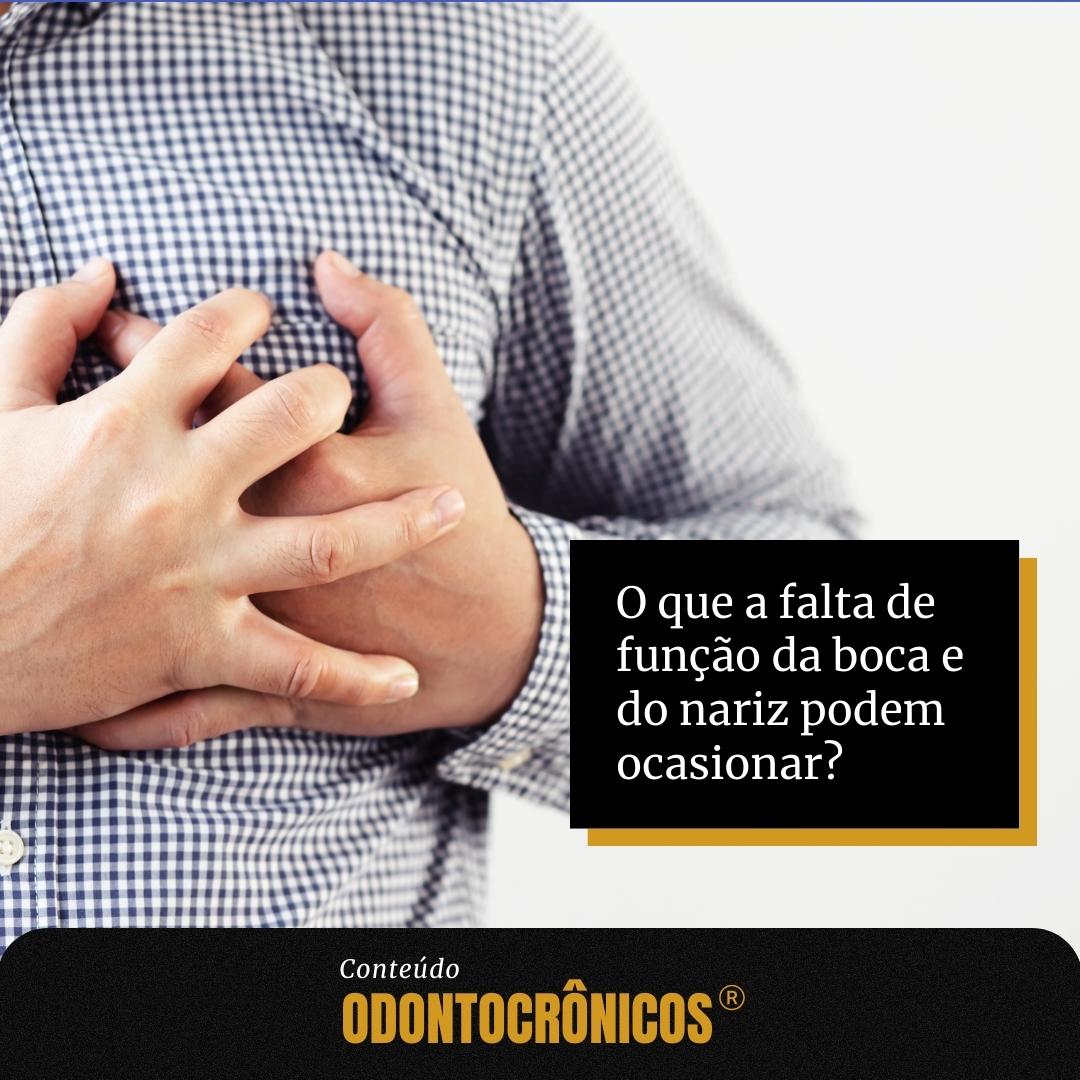 O que a falta de
função da boca e
do nariz podem
ocasionar?
Conteúdo
ODONTOCRÔNICOS®